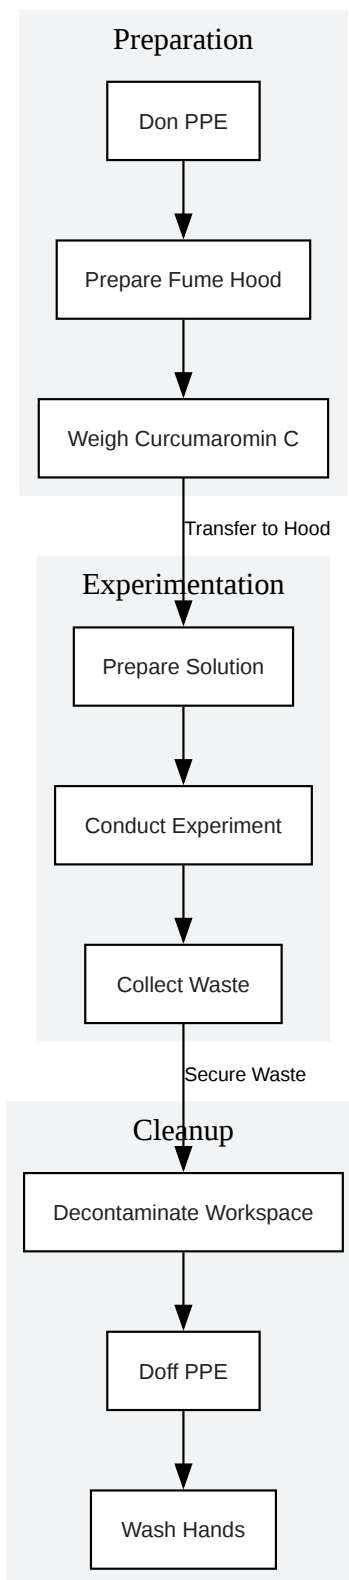 Preparation
Don PPE
Prepare Fume Hood
Weigh Curcumaromin C
Transfer to Hood
Experimentation
Prepare Solution
Conduct Experiment
Collect Waste
Secure Waste
Cleanup
Decontaminate Workspace
Doff PPE
Wash Hands